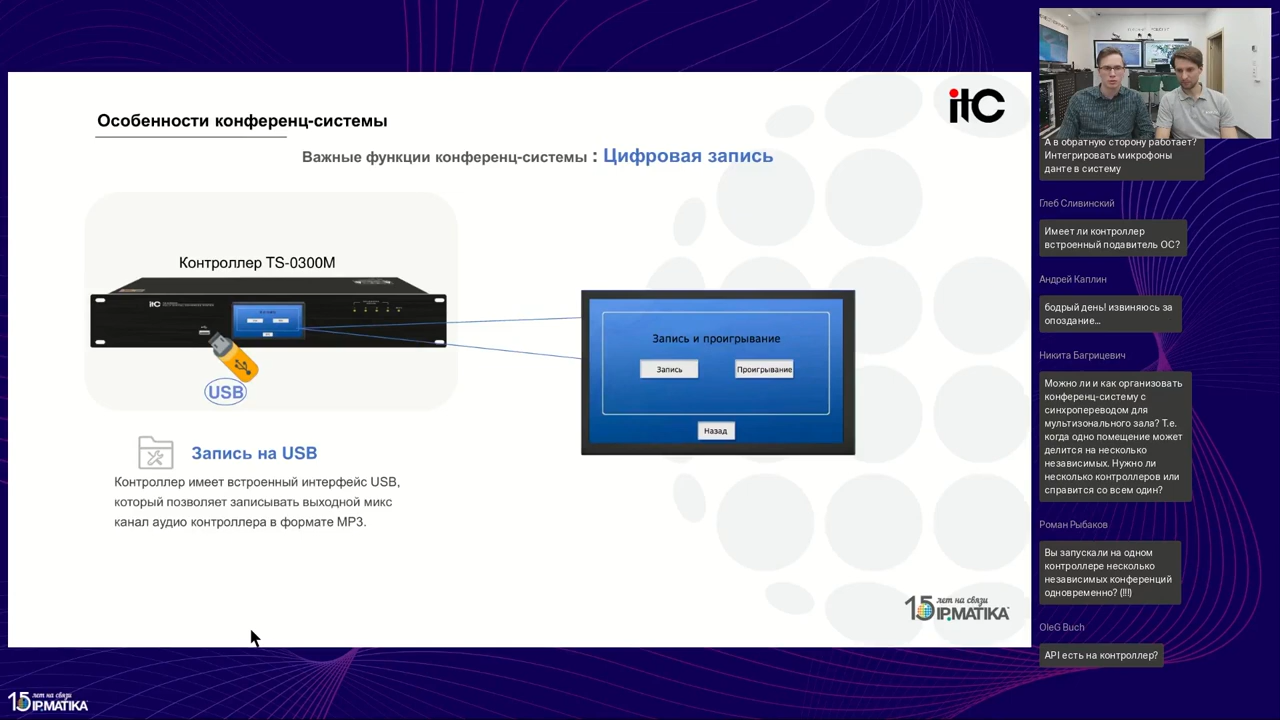 Особенности конференц-системы
Важные функции конференц-системы : Цифровая запись
itC
Контроллер TS-0300M
itC
USB
Запись на USB
Контроллер имеет встроенный интерфейс USB,
который позволяет записывать выходной микс
канал аудио контроллера в формате MP3.
Запись и проигрывание
Запись
Проигрывание
Назад
15 лет на связи
IP.MATIKA
15 лет на связи
IP.MATIKA
А в обратную сторону работает?
Интегрировать микрофоны
данте в систему
Глеб Сливинский
Имеет ли контроллер
встроенный подавитель ОС?
Андрей Каплин
бодрый день! извиняюсь за
опоздание...
Никита Багрицевич
Можно ли и как организовать
конференц-систему с
синхропереводом для
мультизонального зала? Т.е.
когда одно помещение может
делится на несколько
независимых. Нужно ли
несколько контроллеров или
справится со всем один?
Роман Рыбаков
Вы запускали на одном
контроллере несколько
независимых конференций
одновременно? (!!!)
OleG Buch
API есть на контроллер?